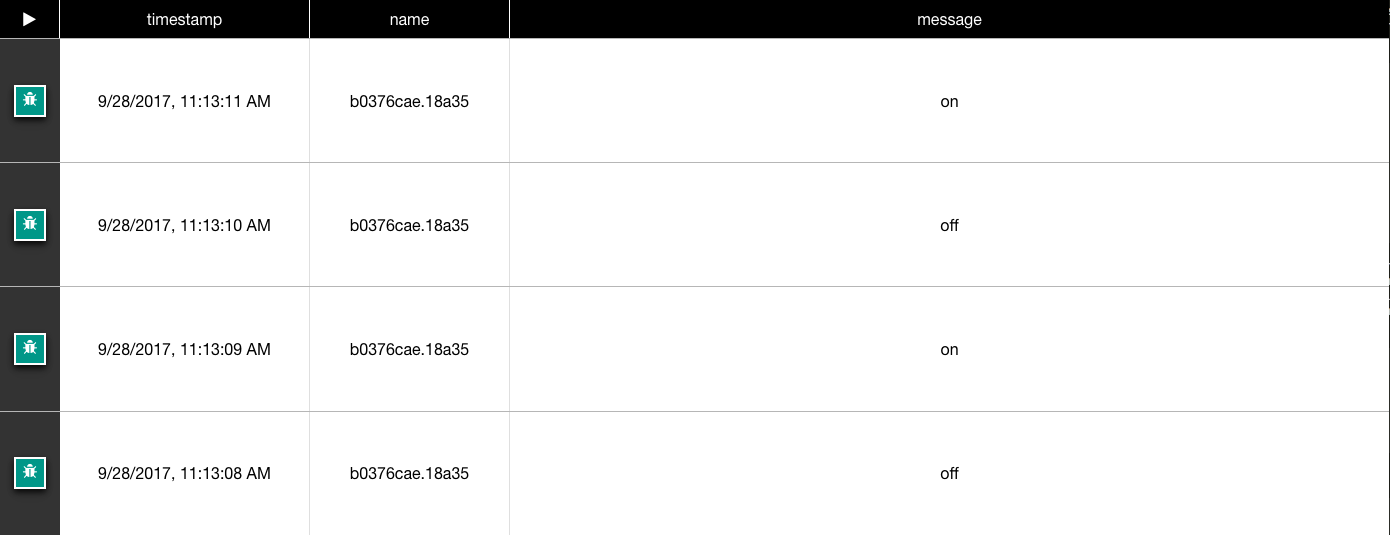 timestamp name message
9/28/2017, 11:13:11 AM b0376cae.18a35 on
9/28/2017, 11:13:10 AM b0376cae.18a35 off
9/28/2017, 11:13:09 AM b0376cae.18a35 on
9/28/2017, 11:13:08 AM b0376cae.18a35 off